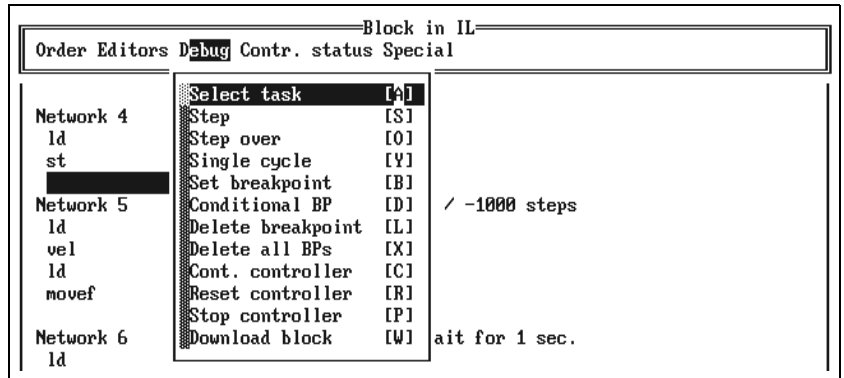 Block in IL
Order Editors Debug Contr. status Special
Select task [A]
Network 4 Step [S]
ld Step over [O]
st Single cycle [Y]
Set breakpoint [B]
Network 5 Conditional BP [D] / -1000 steps
ld Delete breakpoint [L]
vel Delete all BPs [X]
ld Cont. controller [C]
movef Reset controller [R]
Stop controller [P]
Network 6 Download block [W] ait for 1 sec.
ld